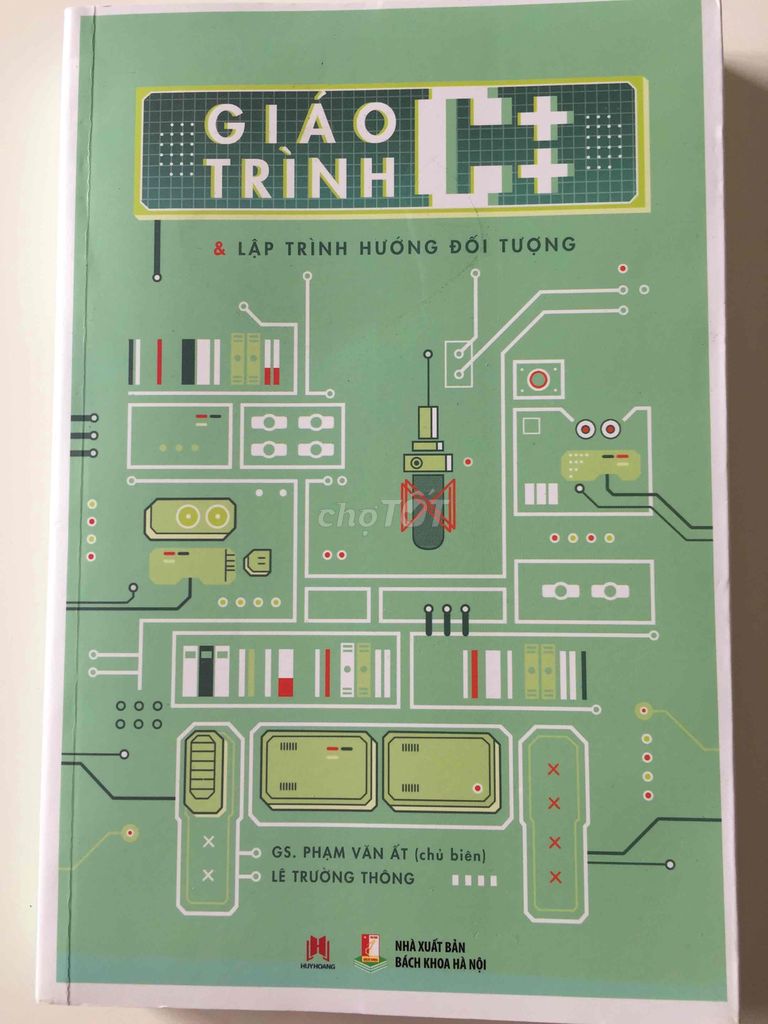 GIÁO
TRÌNH
C++
& LẬP TRÌNH HƯỚNG ĐỐI TƯỢNG
chợTỐT
GS. PHẠM VĂN ẤT (chủ biên)
LÊ TRƯỜNG THÔNG
HUYHOANG
NHÀ XUẤT BẢN
BÁCH KHOA HÀ NỘI